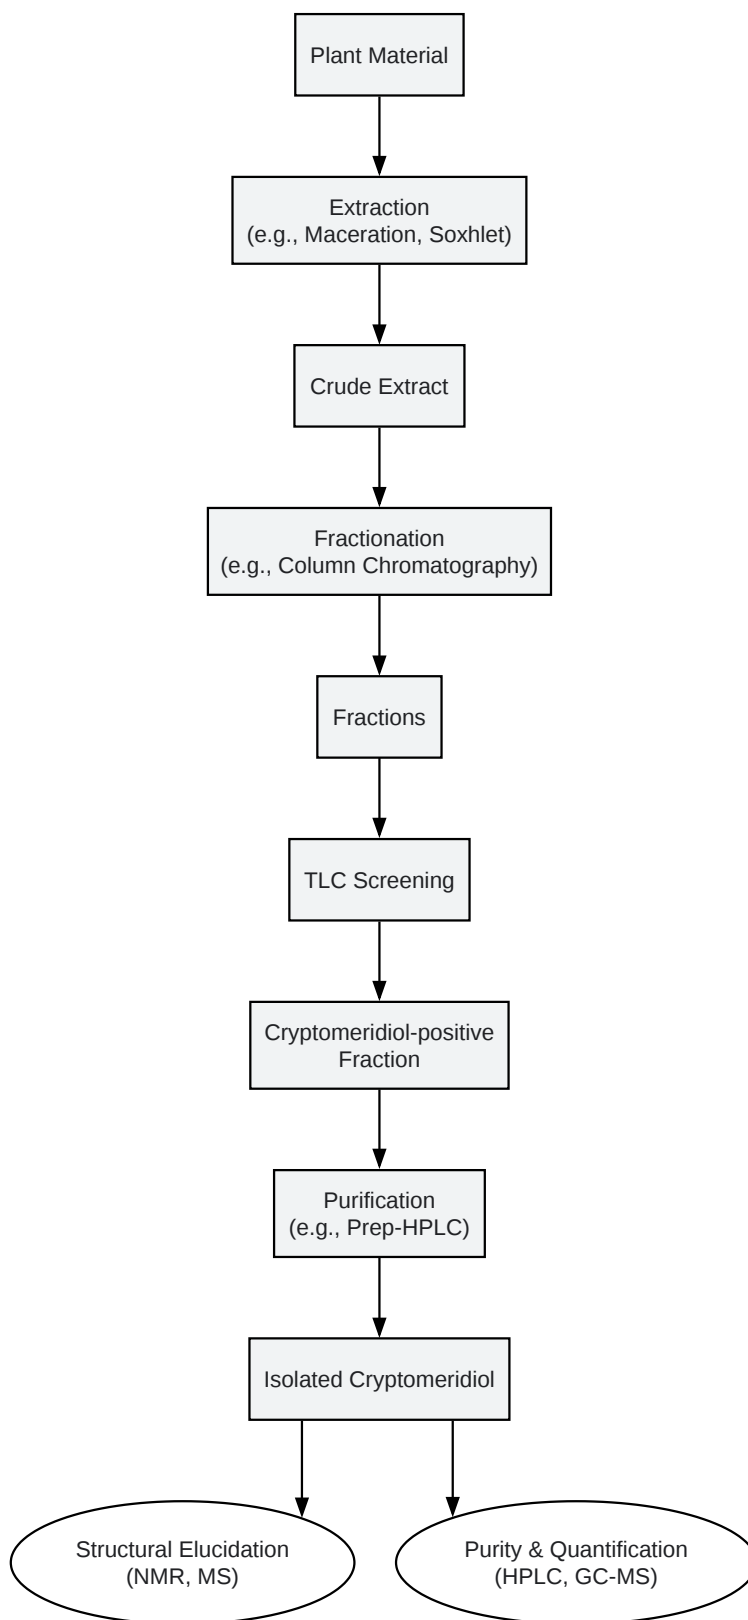 Plant Material
Extraction
(e.g., Maceration, Soxhlet)
Crude Extract
Fractionation
(e.g., Column Chromatography)
Fractions
TLC Screening
Cryptomeridiol-positive
Fraction
Purification
(e.g., Prep-HPLC)
Isolated Cryptomeridiol
Structural Elucidation
(NMR, MS)
Purity & Quantification
(HPLC, GC-MS)